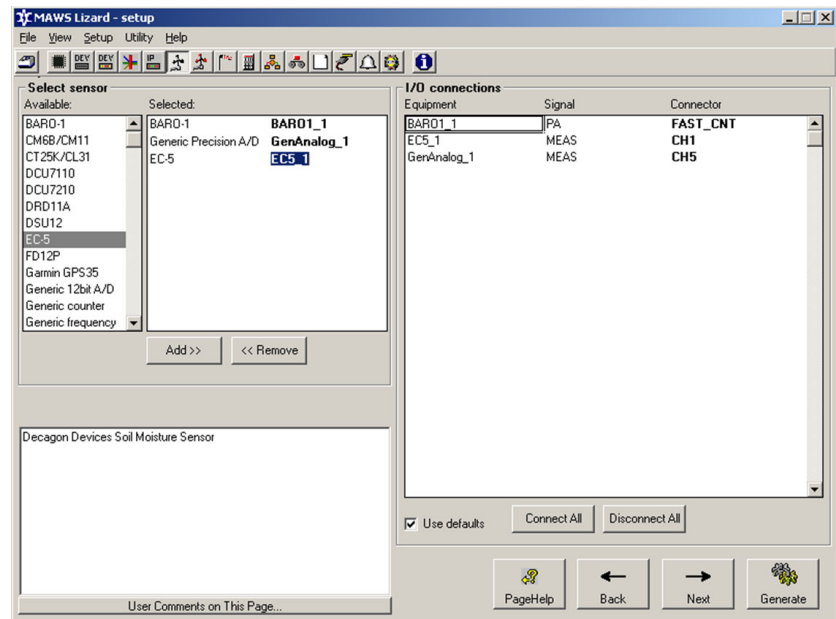 MAWS Lizard - setup
File View Setup Utility Help
DEV DEV IP
Select sensor
Available: Selected:
BARO-1
CM6B/CM11
CT25K/CL31
DCU7110
DCU7210
DRD11A
DSU12
EC-5
FD12P
Garmin GPS35
Generic 12bit A/D
Generic counter
Generic frequency
BARO-1 BARO1_1
Generic Precision A/D GenAnalog_1
EC-5 EC5_1
Add >> << Remove
Decagon Devices Soil Moisture Sensor
User Comments on This Page...
I/O connections
Equipment Signal Connector
BARO1_1 PA FAST_CNT
EC5_1 MEAS CH1
GenAnalog_1 MEAS CH5
Use defaults Connect All Disconnect All
PageHelp Back Next Generate